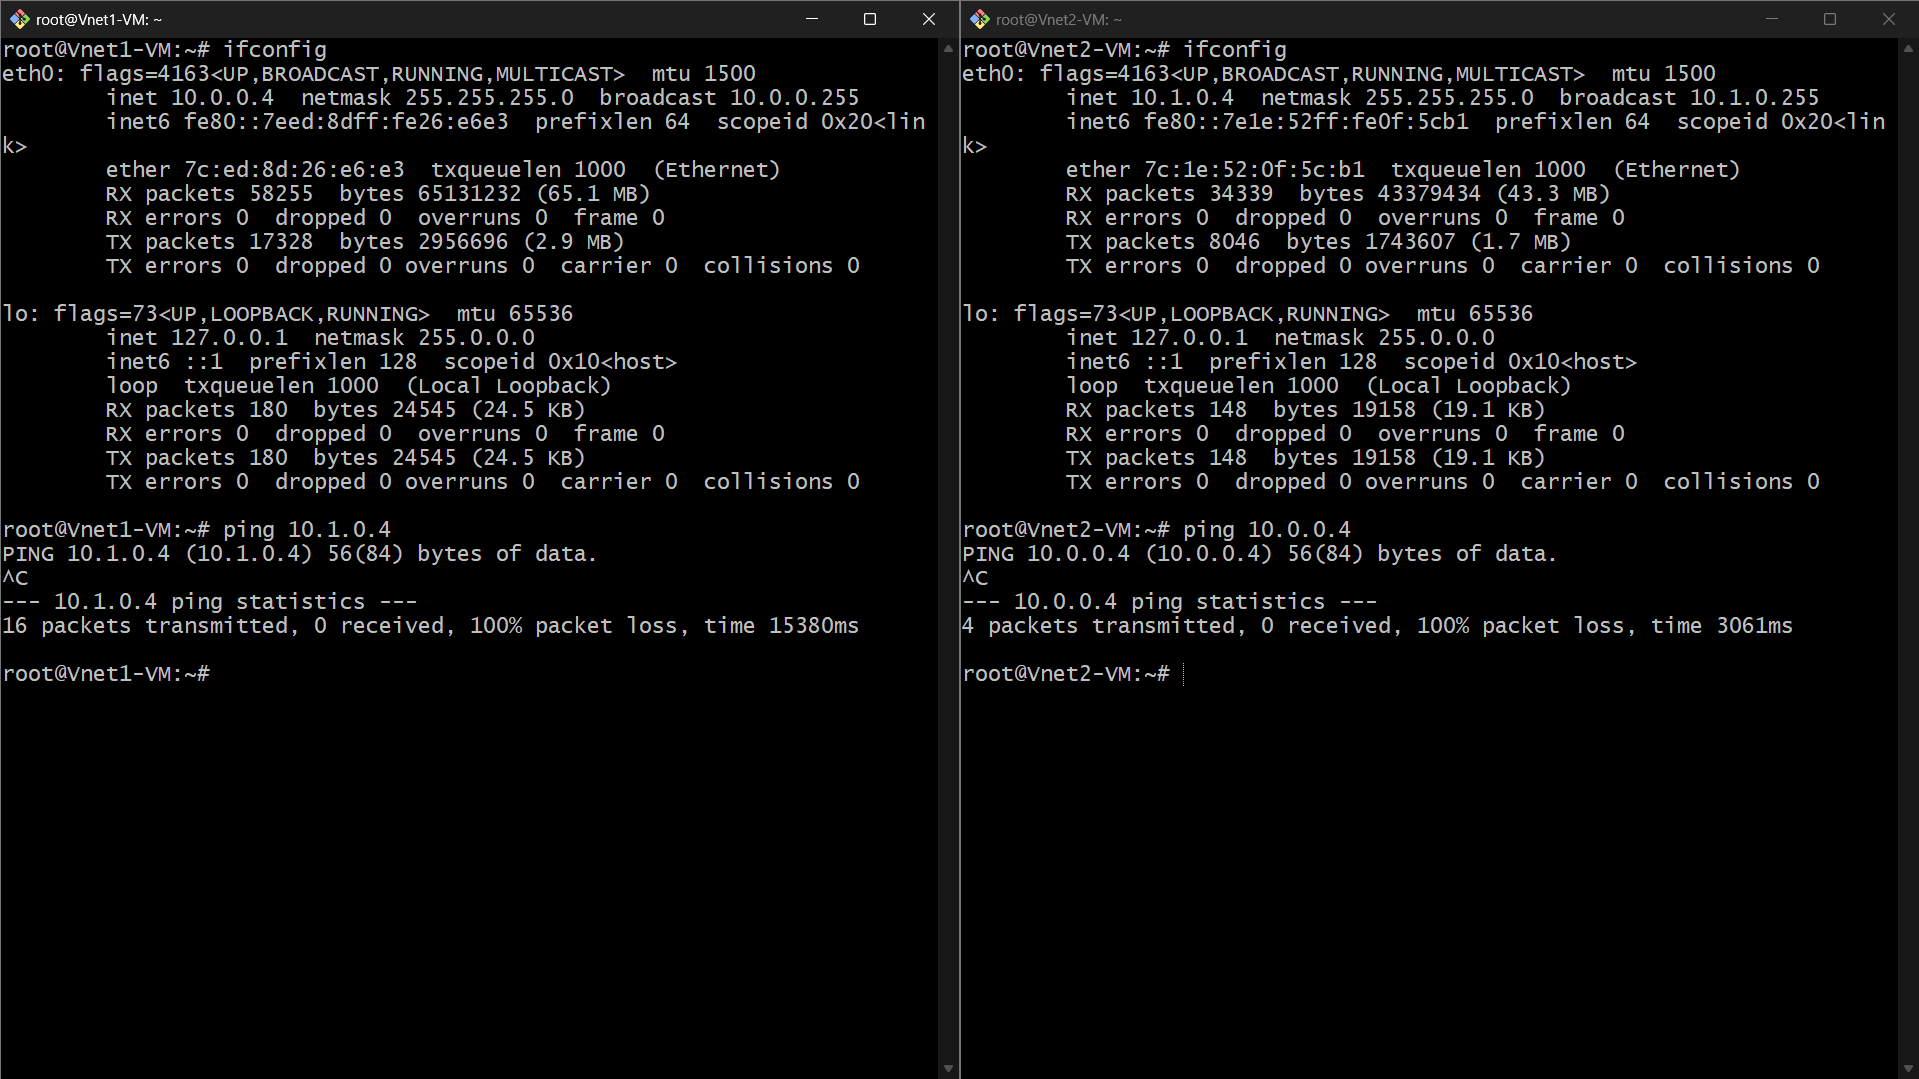 root@Vnet1-VM: ~
root@Vnet1-VM:~# ifconfig
eth0: flags=4163<UP,BROADCAST,RUNNING,MULTICAST>  mtu 1500
        inet 10.0.0.4  netmask 255.255.255.0  broadcast 10.0.0.255
        inet6 fe80::7eed:8dff:fe26:e6e3  prefixlen 64  scopeid 0x20<lin
k>
        ether 7c:ed:8d:26:e6:e3  txqueuelen 1000  (Ethernet)
        RX packets 58255  bytes 65131232 (65.1 MB)
        RX errors 0  dropped 0  overruns 0  frame 0
        TX packets 17328  bytes 2956696 (2.9 MB)
        TX errors 0  dropped 0 overruns 0  carrier 0  collisions 0

lo: flags=73<UP,LOOPBACK,RUNNING>  mtu 65536
        inet 127.0.0.1  netmask 255.0.0.0
        inet6 ::1  prefixlen 128  scopeid 0x10<host>
        loop  txqueuelen 1000  (Local Loopback)
        RX packets 180  bytes 24545 (24.5 KB)
        RX errors 0  dropped 0  overruns 0  frame 0
        TX packets 180  bytes 24545 (24.5 KB)
        TX errors 0  dropped 0 overruns 0  carrier 0  collisions 0

root@Vnet1-VM:~# ping 10.1.0.4
PING 10.1.0.4 (10.1.0.4) 56(84) bytes of data.
^C
--- 10.1.0.4 ping statistics ---
16 packets transmitted, 0 received, 100% packet loss, time 15380ms

root@Vnet1-VM:~#
root@Vnet2-VM: ~
root@Vnet2-VM:~# ifconfig
eth0: flags=4163<UP,BROADCAST,RUNNING,MULTICAST>  mtu 1500
        inet 10.1.0.4  netmask 255.255.255.0  broadcast 10.1.0.255
        inet6 fe80::7e1e:52ff:fe0f:5cb1  prefixlen 64  scopeid 0x20<lin
k>
        ether 7c:1e:52:0f:5c:b1  txqueuelen 1000  (Ethernet)
        RX packets 34339  bytes 43379434 (43.3 MB)
        RX errors 0  dropped 0  overruns 0  frame 0
        TX packets 8046  bytes 1743607 (1.7 MB)
        TX errors 0  dropped 0 overruns 0  carrier 0  collisions 0

lo: flags=73<UP,LOOPBACK,RUNNING>  mtu 65536
        inet 127.0.0.1  netmask 255.0.0.0
        inet6 ::1  prefixlen 128  scopeid 0x10<host>
        loop  txqueuelen 1000  (Local Loopback)
        RX packets 148  bytes 19158 (19.1 KB)
        RX errors 0  dropped 0  overruns 0  frame 0
        TX packets 148  bytes 19158 (19.1 KB)
        TX errors 0  dropped 0 overruns 0  carrier 0  collisions 0

root@Vnet2-VM:~# ping 10.0.0.4
PING 10.0.0.4 (10.0.0.4) 56(84) bytes of data.
^C
--- 10.0.0.4 ping statistics ---
4 packets transmitted, 0 received, 100% packet loss, time 3061ms

root@Vnet2-VM:~#